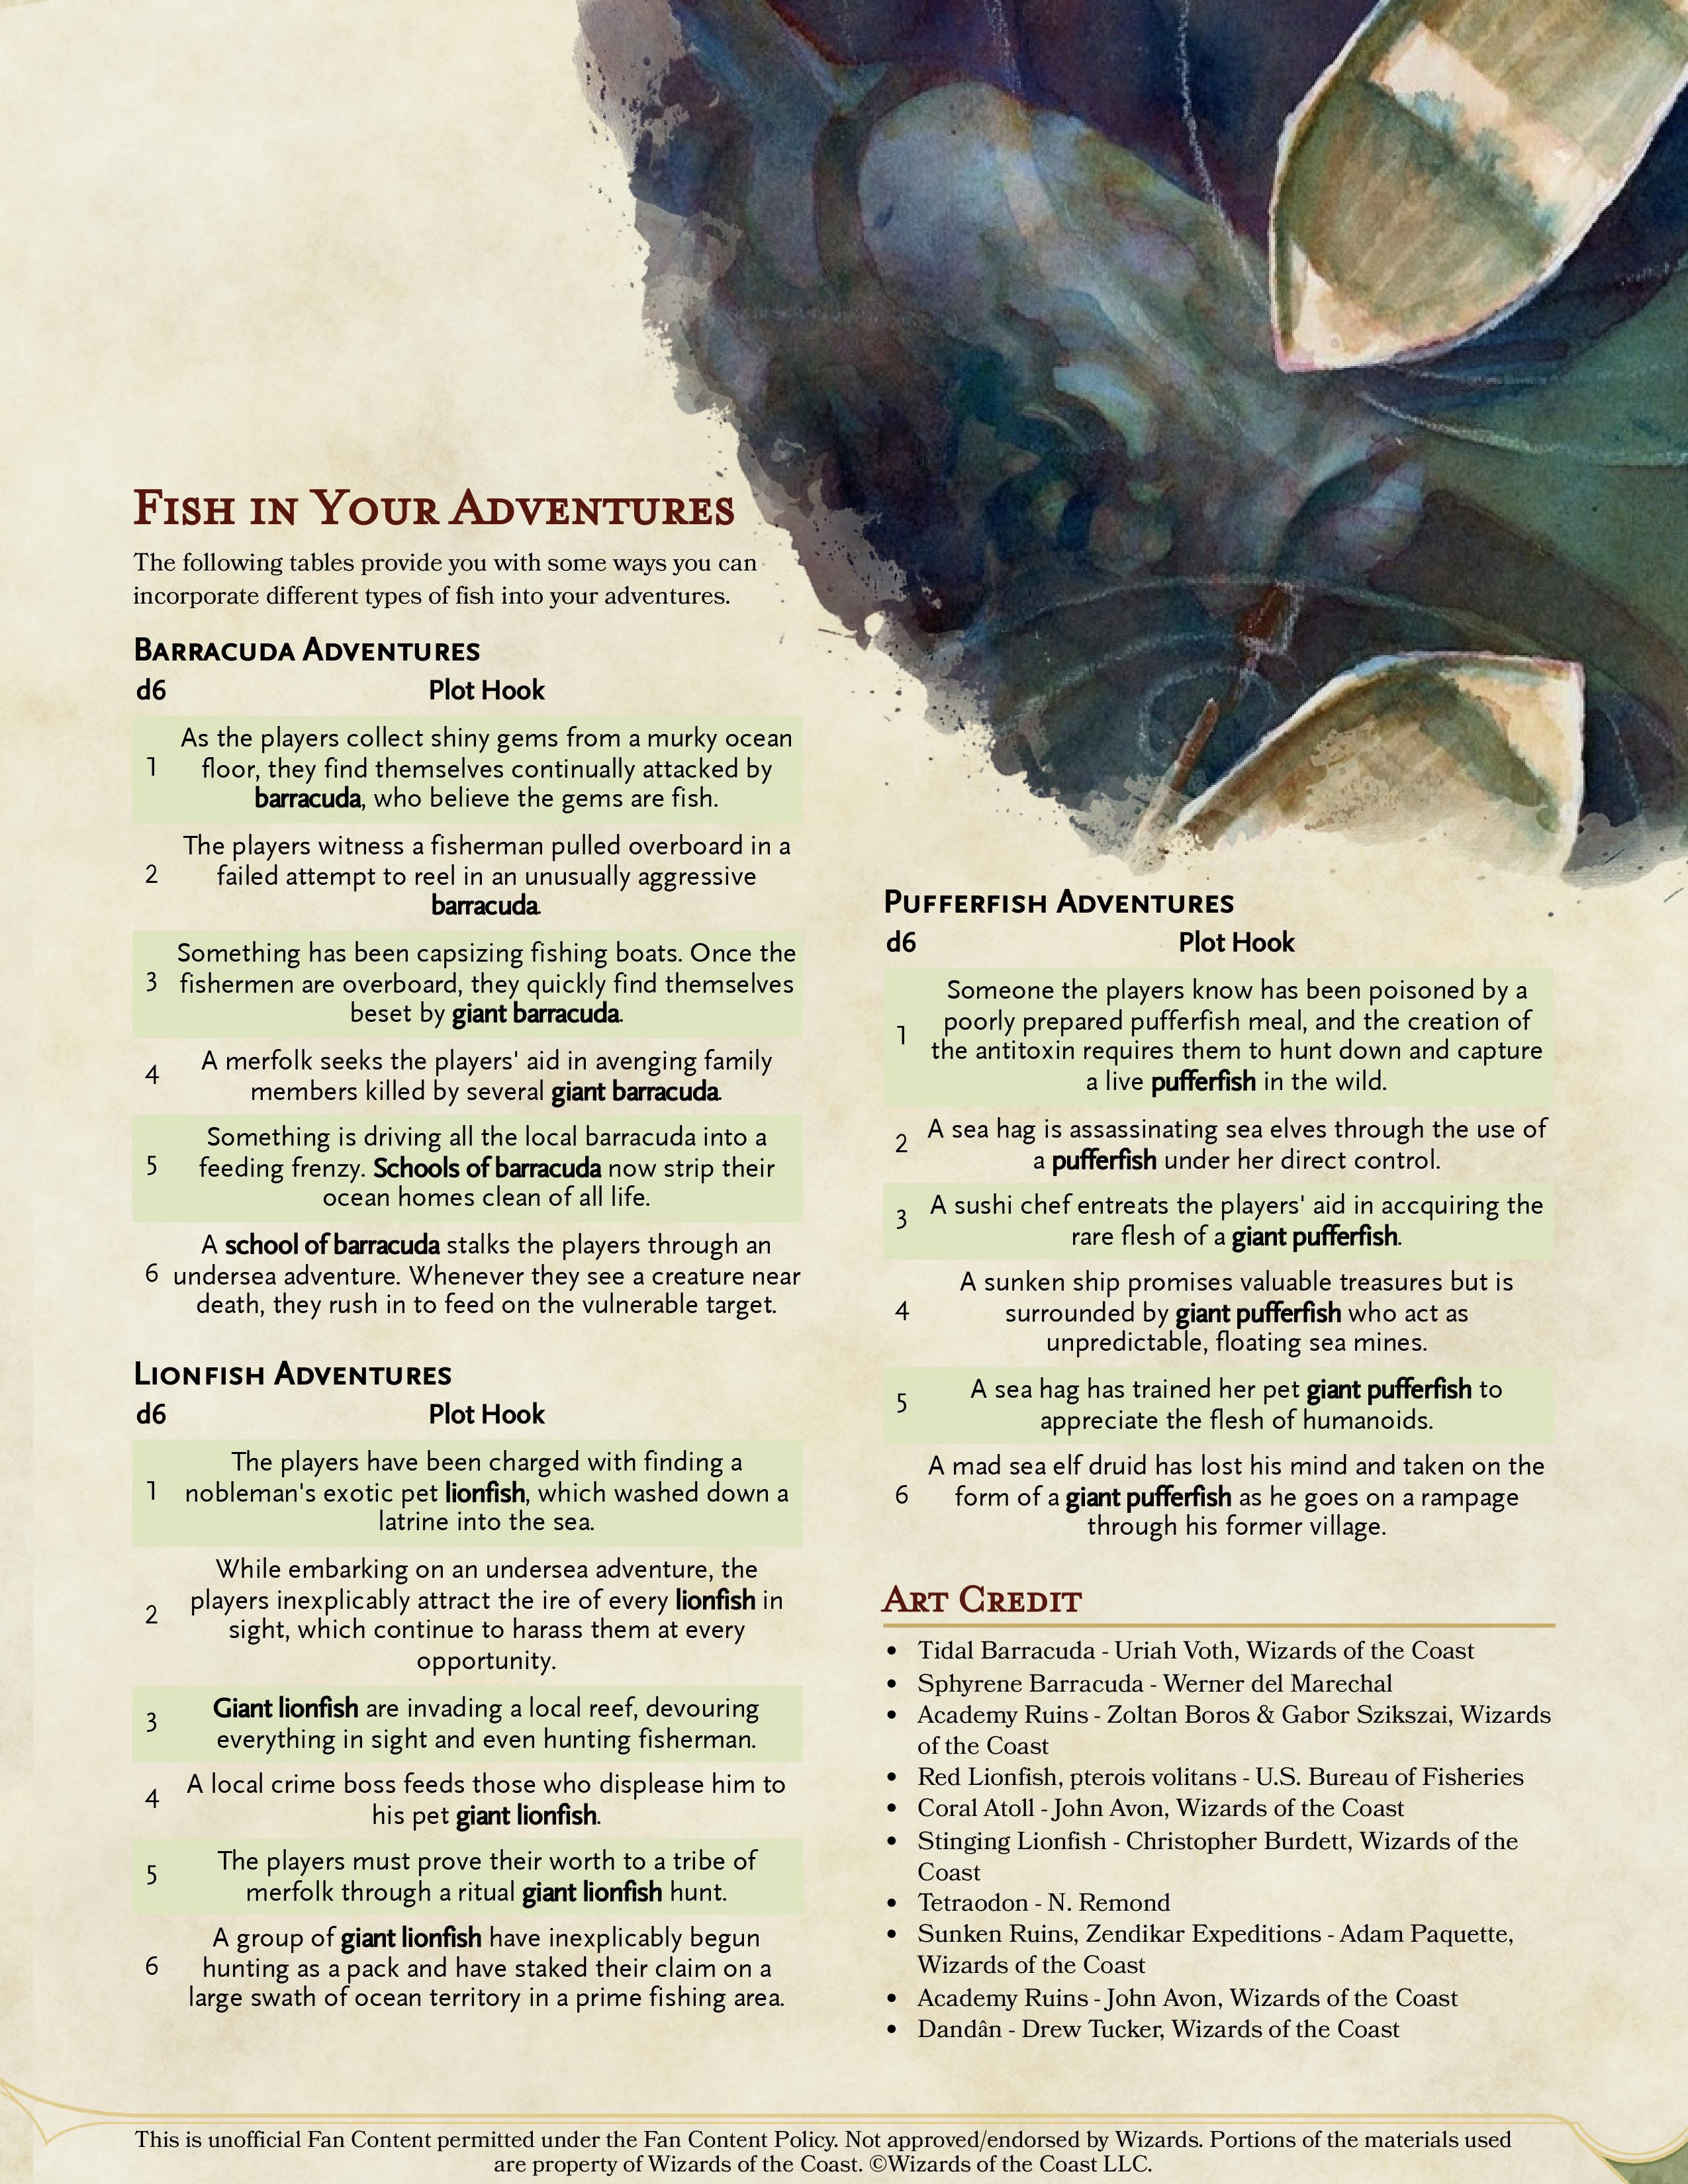 Fish in Your Adventures
The following tables provide you with some ways you can
incorporate different types of fish into your adventures.
Barracuda Adventures
d6 Plot Hook
As the players collect shiny gems from a murky ocean
1 floor, they find themselves continually attacked by
barracuda, who believe the gems are fish.
The players witness a fisherman pulled overboard in a
2 failed attempt to reel in an unusually aggressive
barracuda.
Something has been capsizing fishing boats. Once the
3 fishermen are overboard, they quickly find themselves
beset by giant barracuda.
4 A merfolk seeks the players' aid in avenging family
members killed by several giant barracuda.
Something is driving all the local barracuda into a
5 feeding frenzy. Schools of barracuda now strip their
ocean homes clean of all life.
A school of barracuda stalks the players through an
6 undersea adventure. Whenever they see a creature near
death, they rush in to feed on the vulnerable target.
Lionfish Adventures
d6 Plot Hook
The players have been charged with finding a
1 nobleman's exotic pet lionfish, which washed down a
latrine into the sea.
While embarking on an undersea adventure, the
players inexplicably attract the ire of every lionfish in
2 sight, which continue to harass them at every
opportunity.
3 Giant lionfish are invading a local reef, devouring
everything in sight and even hunting fisherman.
4 A local crime boss feeds those who displease him to
his pet giant lionfish.
5 The players must prove their worth to a tribe of
merfolk through a ritual giant lionfish hunt.
A group of giant lionfish have inexplicably begun
6 hunting as a pack and have staked their claim on a
large swath of ocean territory in a prime fishing area.
Pufferfish Adventures
d6 Plot Hook
Someone the players know has been poisoned by a
1 poorly prepared pufferfish meal, and the creation of
the antitoxin requires them to hunt down and capture
a live pufferfish in the wild.
2 A sea hag is assassinating sea elves through the use of
a pufferfish under her direct control.
3 A sushi chef entreats the players' aid in accquiring the
rare flesh of a giant pufferfish.
A sunken ship promises valuable treasures but is
4 surrounded by giant pufferfish who act as
unpredictable, floating sea mines.
5 A sea hag has trained her pet giant pufferfish to
appreciate the flesh of humanoids.
A mad sea elf druid has lost his mind and taken on the
6 form of a giant pufferfish as he goes on a rampage
through his former village.
Art Credit
• Tidal Barracuda - Uriah Voth, Wizards of the Coast
• Sphyrene Barracuda - Werner del Marechal
• Academy Ruins - Zoltan Boros & Gabor Szikszai, Wizards
of the Coast
• Red Lionfish, pterois volitans - U.S. Bureau of Fisheries
• Coral Atoll - John Avon, Wizards of the Coast
• Stinging Lionfish - Christopher Burdett, Wizards of the
Coast
• Tetraodon - N. Remond
• Sunken Ruins, Zendikar Expeditions - Adam Paquette,
Wizards of the Coast
• Academy Ruins - John Avon, Wizards of the Coast
• Dandân - Drew Tucker, Wizards of the Coast
This is unofficial Fan Content permitted under the Fan Content Policy. Not approved/endorsed by Wizards. Portions of the materials used
are property of Wizards of the Coast. ©Wizards of the Coast LLC.